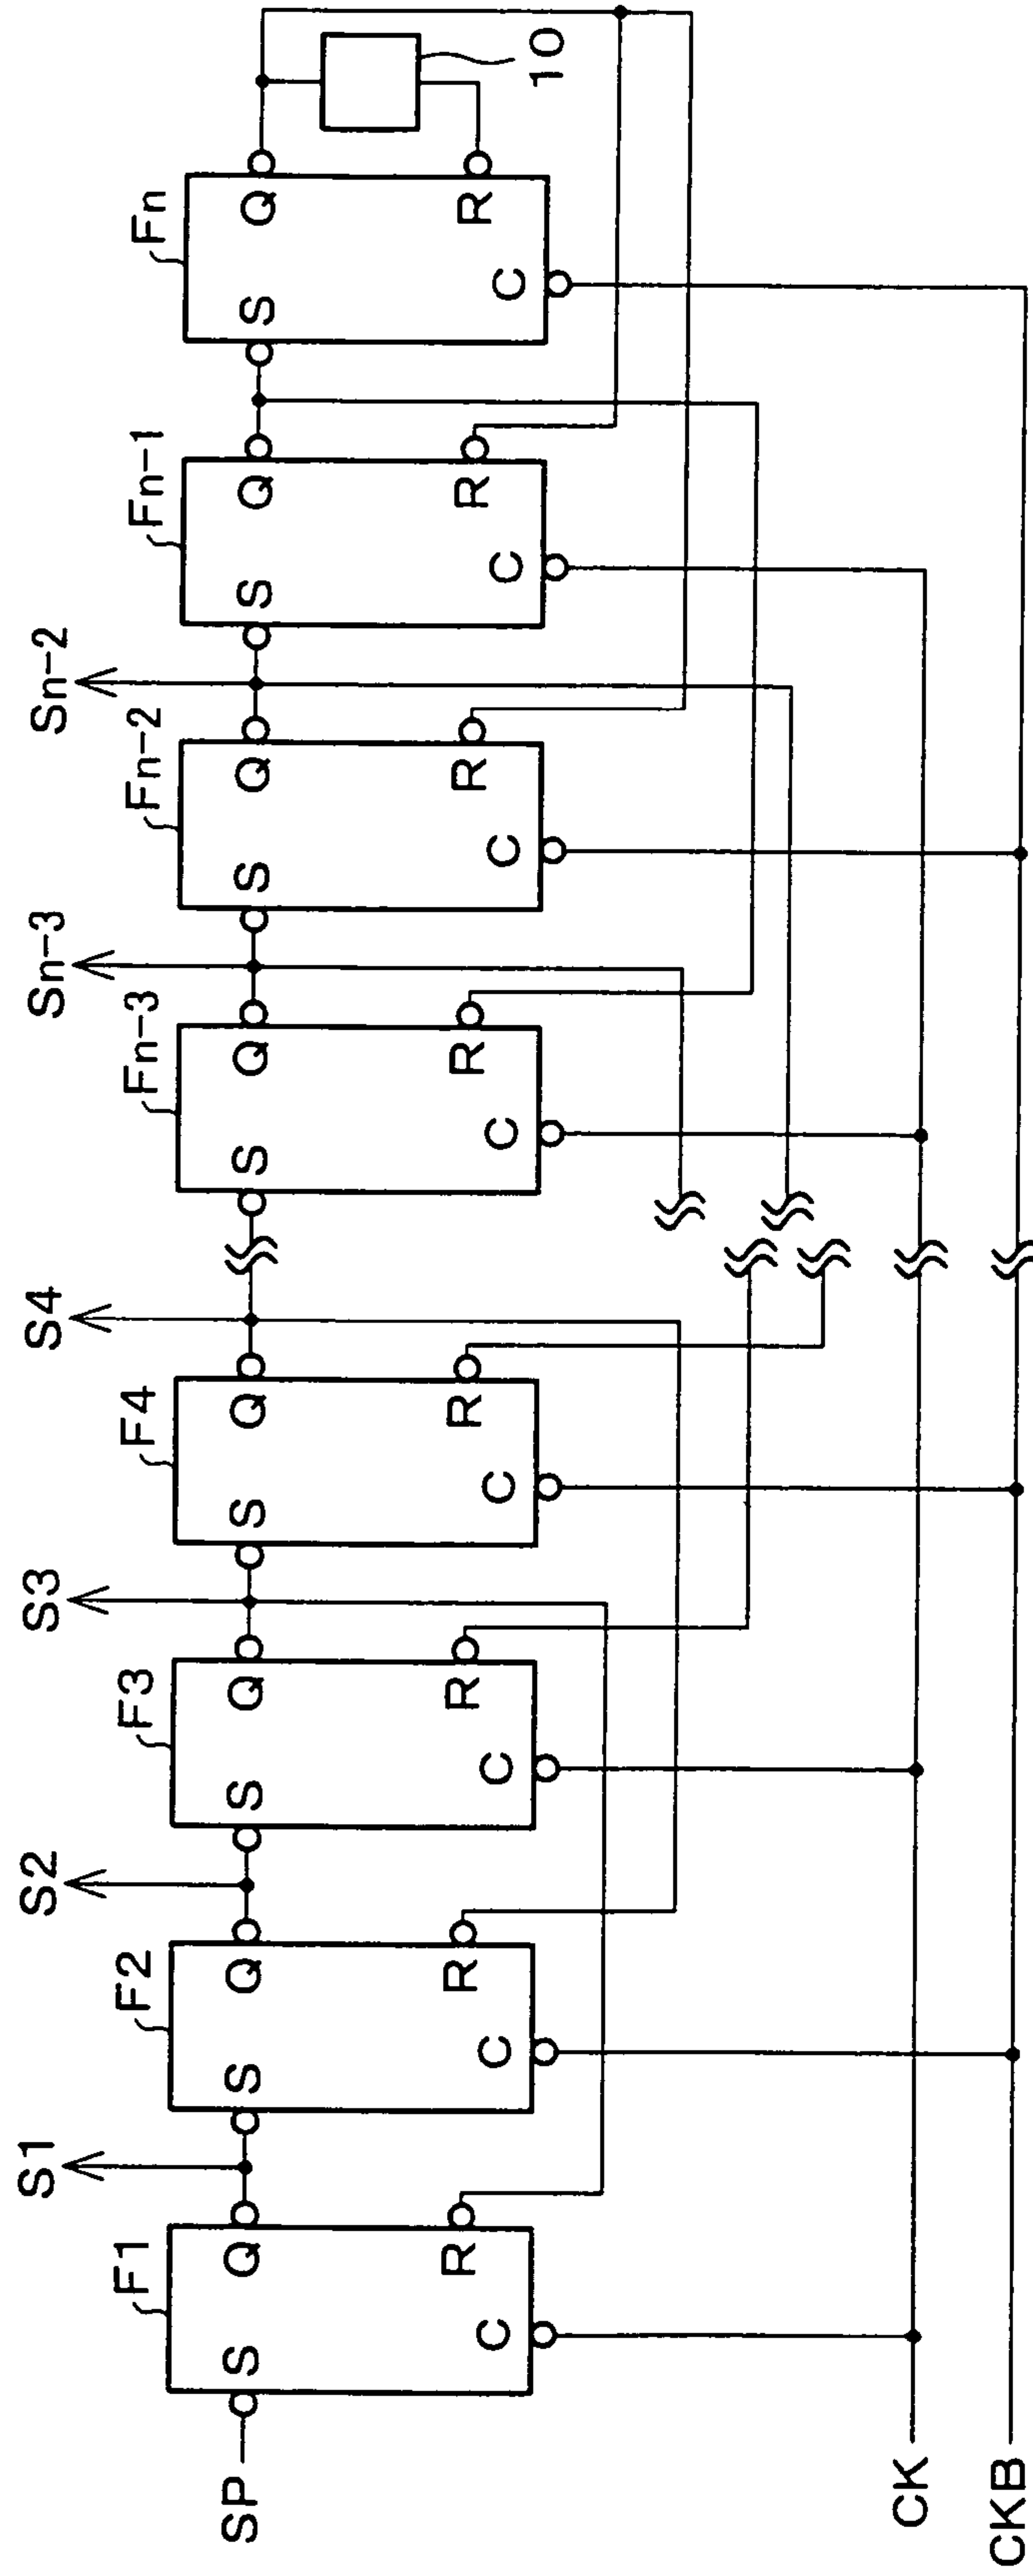 S1 S2 S3 S4 Sn-3 Sn-2
F1 F2 F3 F4 Fn-3 Fn-2 Fn-1 Fn
SP
S Q S Q S Q S Q S Q S Q S Q S Q
10
C R C R C R C R C R C R C R C R
CK
CKB